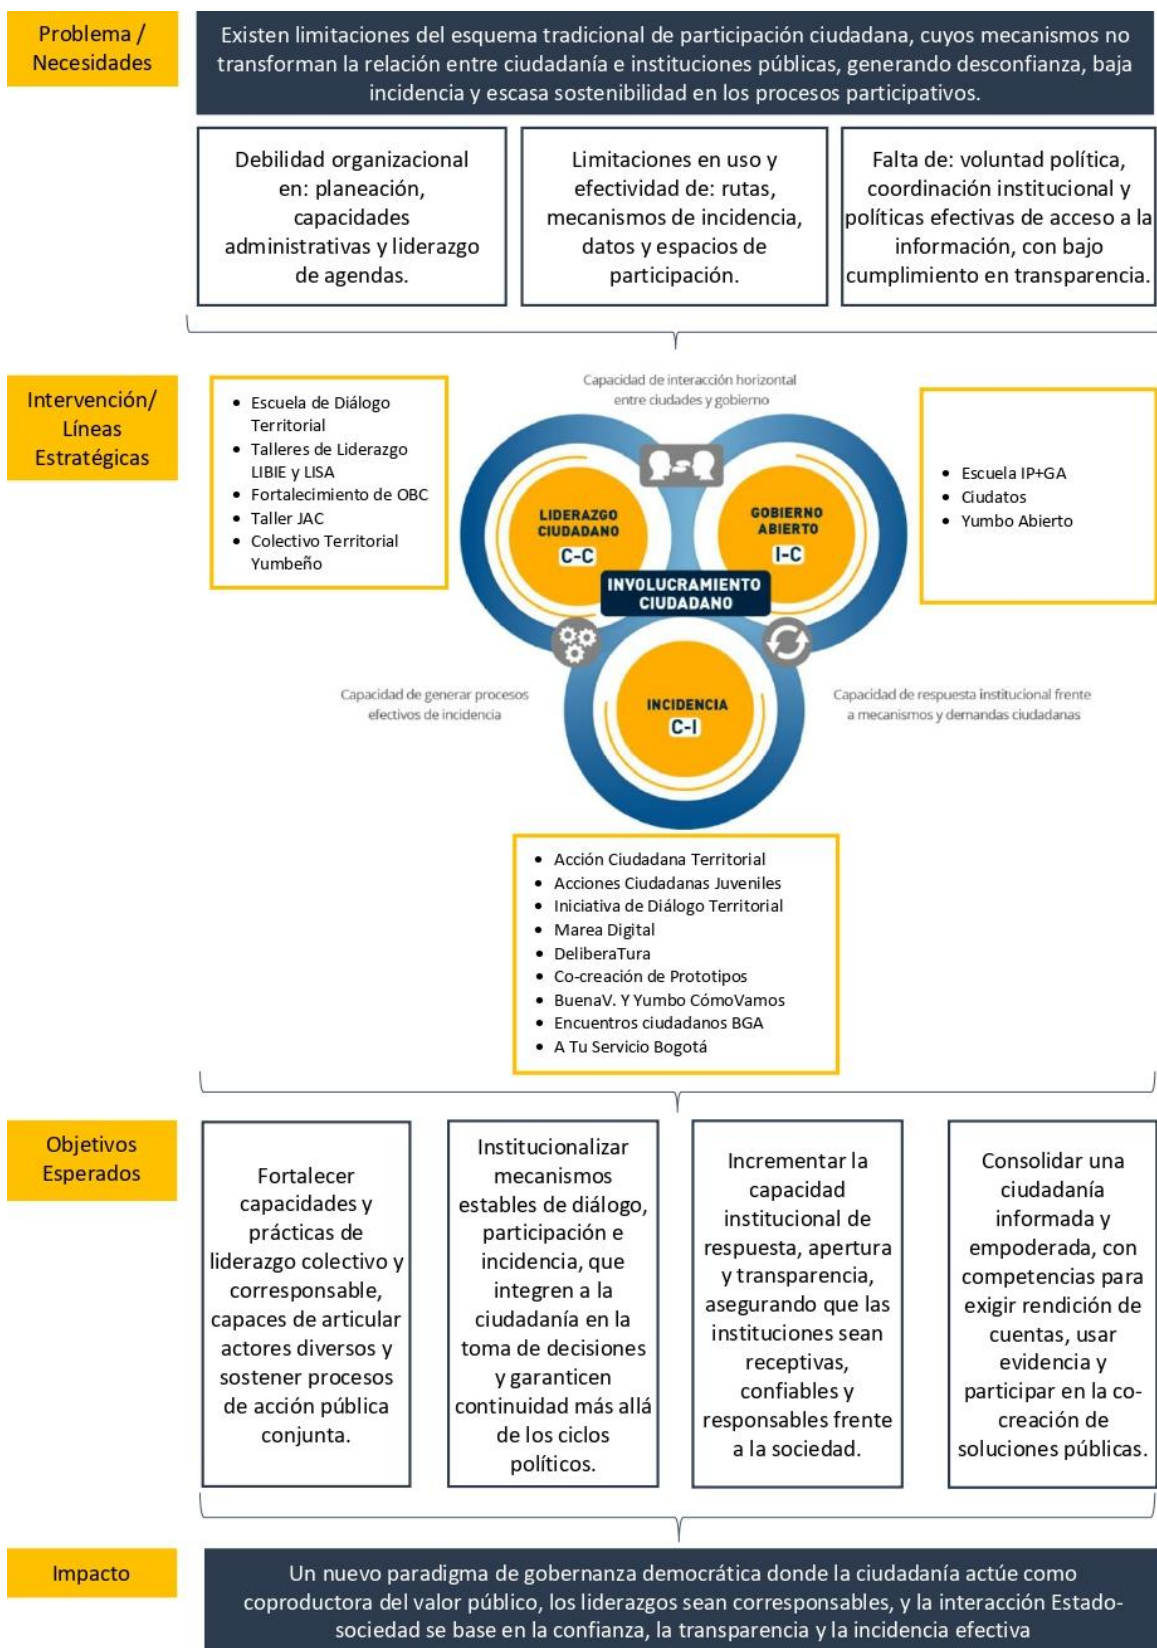 Problema /
Necesidades
Existen limitaciones del esquema tradicional de participación ciudadana, cuyos mecanismos no
transforman la relación entre ciudadanía e instituciones públicas, generando desconfianza, baja
incidencia y escasa sostenibilidad en los procesos participativos.
Debilidad organizacional
en: planeación,
capacidades
administrativas y liderazgo
de agendas.
Limitaciones en uso y
efectividad de: rutas,
mecanismos de incidencia,
datos y espacios de
participación.
Falta de: voluntad política,
coordinación institucional y
políticas efectivas de acceso a la
información, con bajo
cumplimiento en transparencia.
Intervención/
Líneas
Estratégicas
• Escuela de Diálogo
Territorial
• Talleres de Liderazgo
LIBIE y LISA
• Fortalecimiento de OBC
• Taller JAC
• Colectivo Territorial
Yumbeño
Capacidad de interacción horizontal
entre ciudades y gobierno
• Escuela IP+GA
• Ciudatos
• Yumbo Abierto
LIDERAZGO
CIUDADANO
C-C
GOBIERNO
ABIERTO
I-C
INVOLUCRAMIENTO
CIUDADANO
Capacidad de generar procesos
efectivos de incidencia
INCIDENCIA
C-I
Capacidad de respuesta institucional frente
a mecanismos y demandas ciudadanas
• Acción Ciudadana Territorial
• Acciones Ciudadanas Juveniles
• Iniciativa de Diálogo Territorial
• Marea Digital
• DeliberaTura
• Co-creación de Prototipos
• BuenaV. Y Yumbo CómoVamos
• Encuentros ciudadanos BGA
• A Tu Servicio Bogotá
Objetivos
Esperados
Fortalecer
capacidades y
prácticas de
liderazgo colectivo y
corresponsable,
capaces de articular
actores diversos y
sostener procesos
de acción pública
conjunta.
Institucionalizar
mecanismos
estables de diálogo,
participación e
incidencia, que
integren a la
ciudadanía en la
toma de decisiones
y garanticen
continuidad más allá
de los ciclos
políticos.
Incrementar la
capacidad
institucional de
respuesta, apertura
y transparencia,
asegurando que las
instituciones sean
receptivas,
confiables y
responsables frente
a la sociedad.
Consolidar una
ciudadanía
informada y
empoderada, con
competencias para
exigir rendición de
cuentas, usar
evidencia y
participar en la co-
creación de
soluciones públicas.
Impacto
Un nuevo paradigma de gobernanza democrática donde la ciudadanía actúe como
coproductora del valor público, los liderazgos sean corresponsables, y la interacción Estado-
sociedad se base en la confianza, la transparencia y la incidencia efectiva